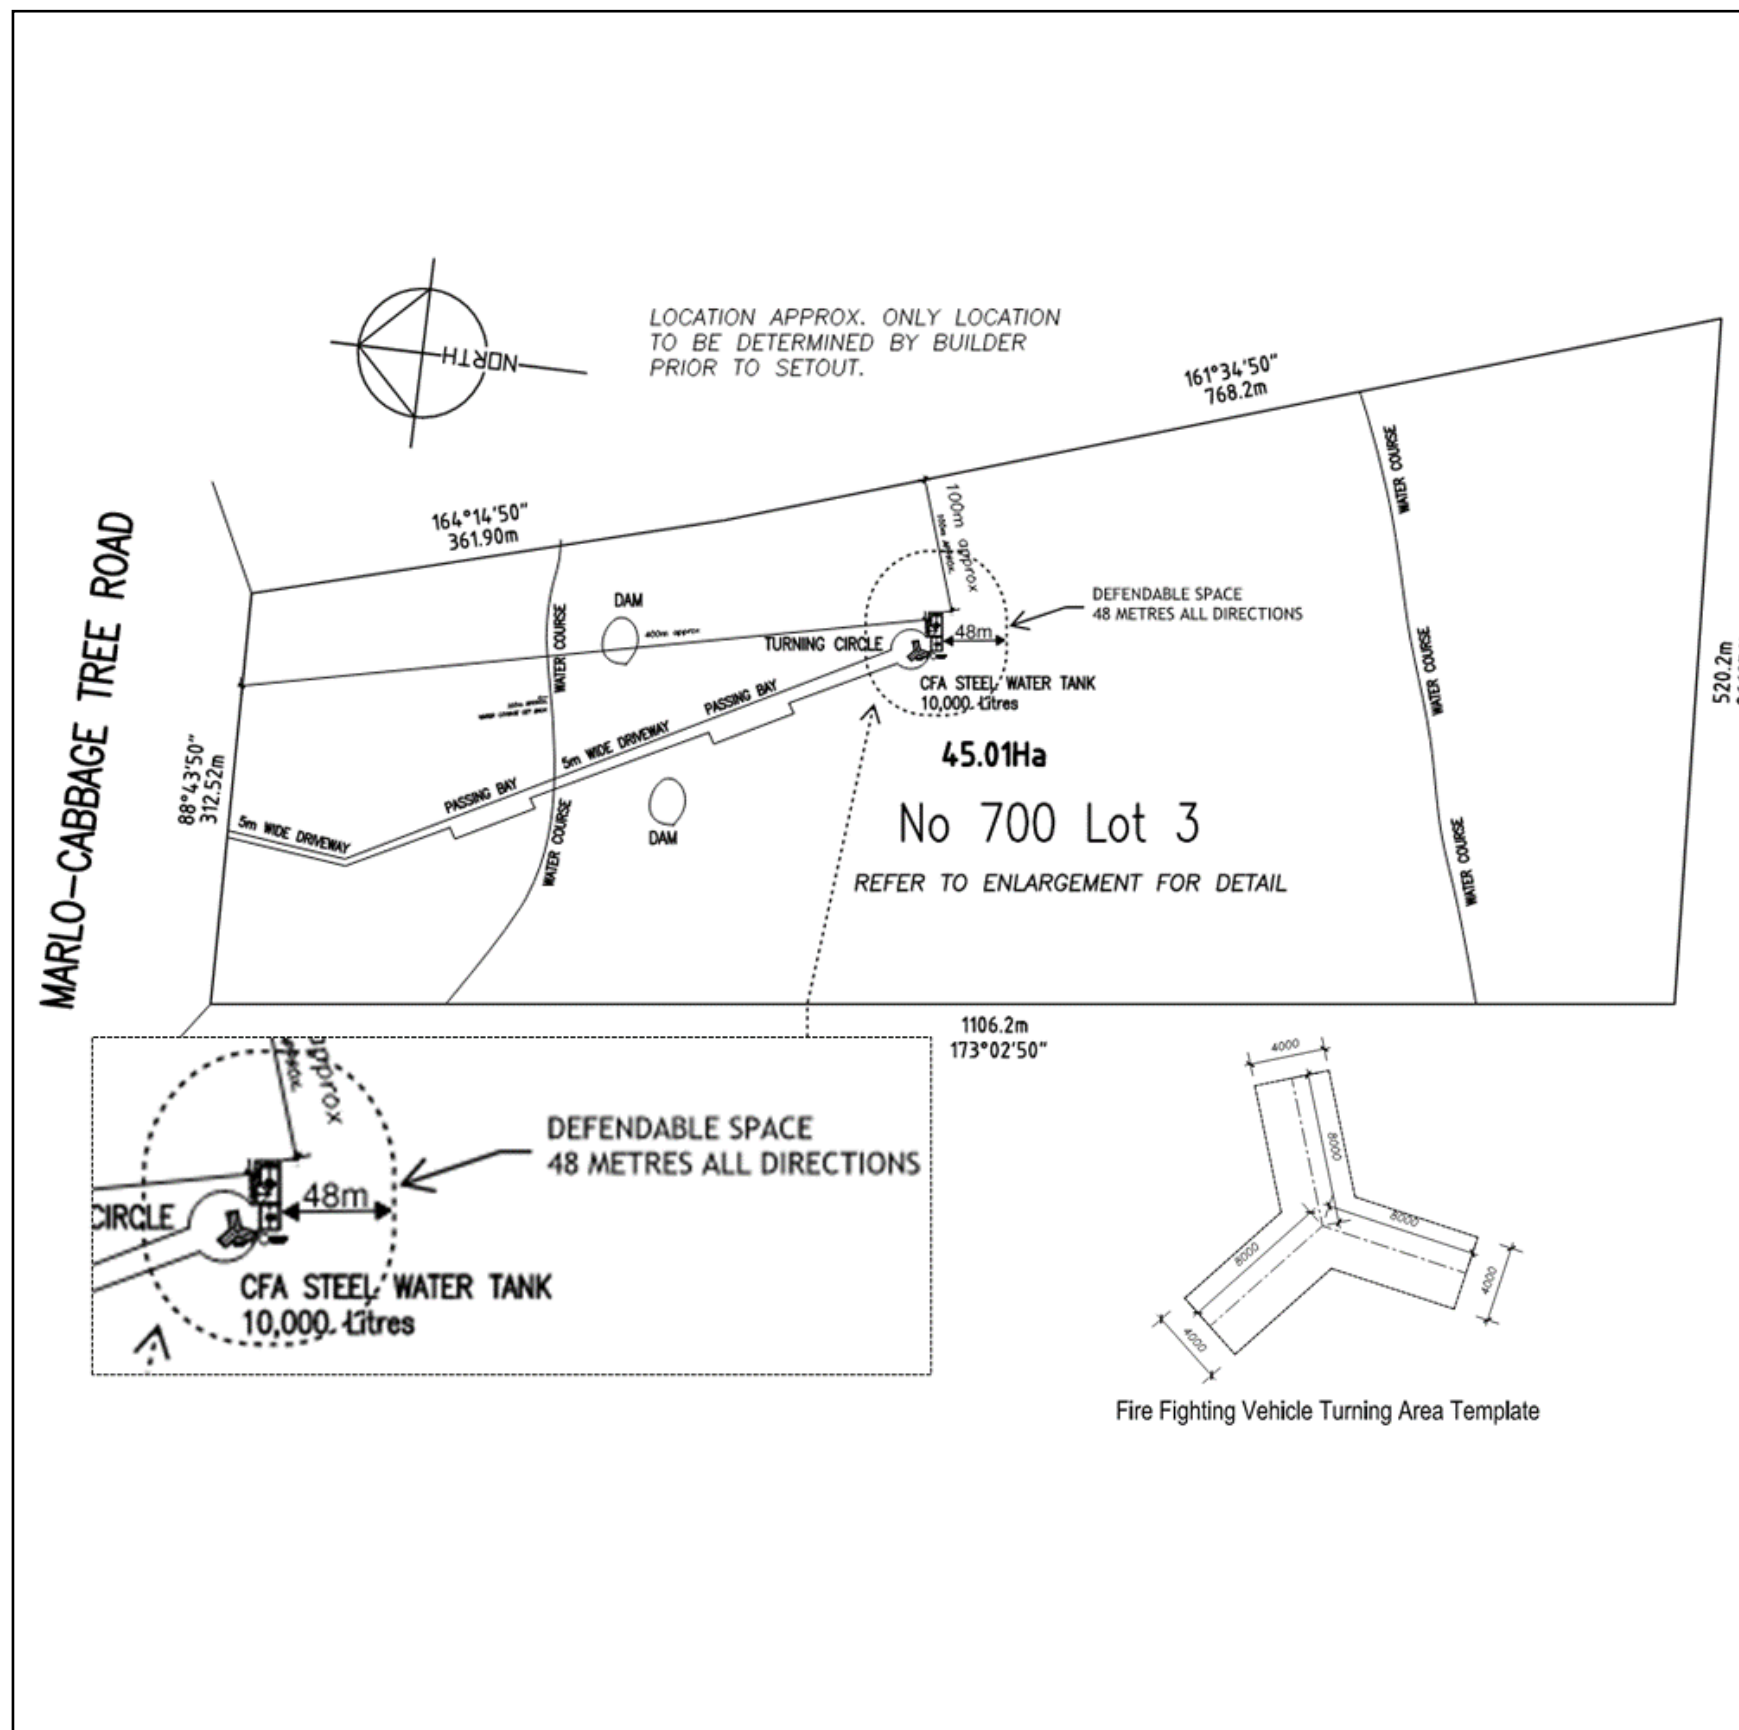 NORTH
LOCATION APPROX. ONLY LOCATION
TO BE DETERMINED BY BUILDER
PRIOR TO SETOUT.
161°34'50"
768.2m
164°14'50"
361.90m
MARLO-CABBAGE TREE ROAD
88°43'50"
312.52m
520.2m
100m approx
DAM
400m approx
TURNING CIRCLE
48m
DEFENDABLE SPACE
48 METRES ALL DIRECTIONS
CFA STEEL WATER TANK
10,000 Litres
WATER COURSE
WATER COURSE
WATER COURSE
WATER COURSE
WATER COURSE
PASSING BAY
5m WIDE DRIVEWAY
PASSING BAY
5m WIDE DRIVEWAY
DAM
45.01Ha
No 700 Lot 3
REFER TO ENLARGEMENT FOR DETAIL
1106.2m
173°02'50"
approx
approx.
DEFENDABLE SPACE
48 METRES ALL DIRECTIONS
48m
CIRCLE
CFA STEEL WATER TANK
10,000 Litres
4000
8000
8000
8000
4000
4000
Fire Fighting Vehicle Turning Area Template